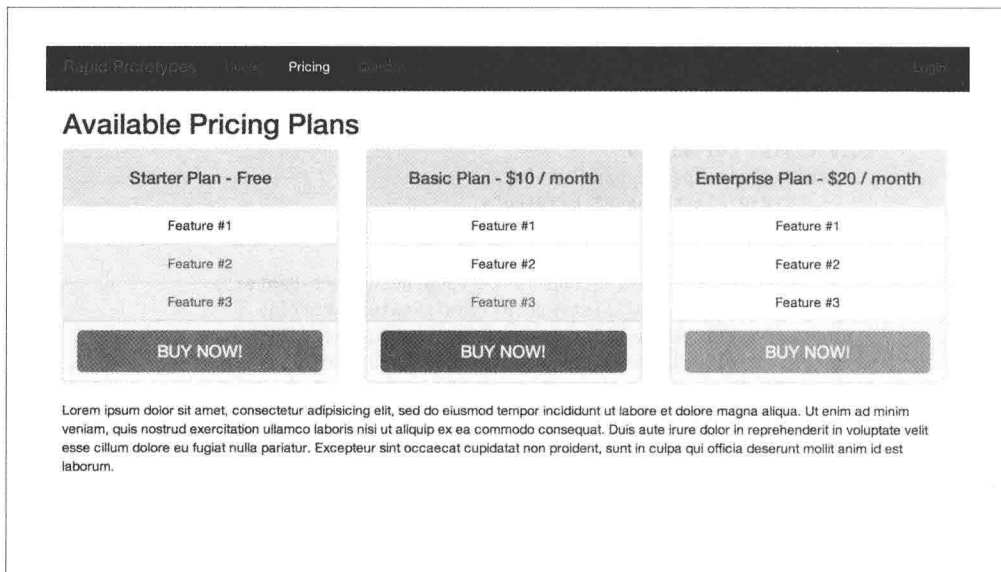 Rapid Prototypes Home Pricing Contact Login
Available Pricing Plans
Starter Plan - Free
Feature #1
Feature #2
Feature #3
BUY NOW!
Basic Plan - $10 / month
Feature #1
Feature #2
Feature #3
BUY NOW!
Enterprise Plan - $20 / month
Feature #1
Feature #2
Feature #3
BUY NOW!
Lorem ipsum dolor sit amet, consectetur adipisicing elit, sed do eiusmod tempor incididunt ut labore et dolore magna aliqua. Ut enim ad minim
veniam, quis nostrud exercitation ullamco laboris nisi ut aliquip ex ea commodo consequat. Duis aute irure dolor in reprehenderit in voluptate velit
esse cillum dolore eu fugiat nulla pariatur. Excepteur sint occaecat cupidatat non proident, sunt in culpa qui officia deserunt mollit anim id est
laborum.